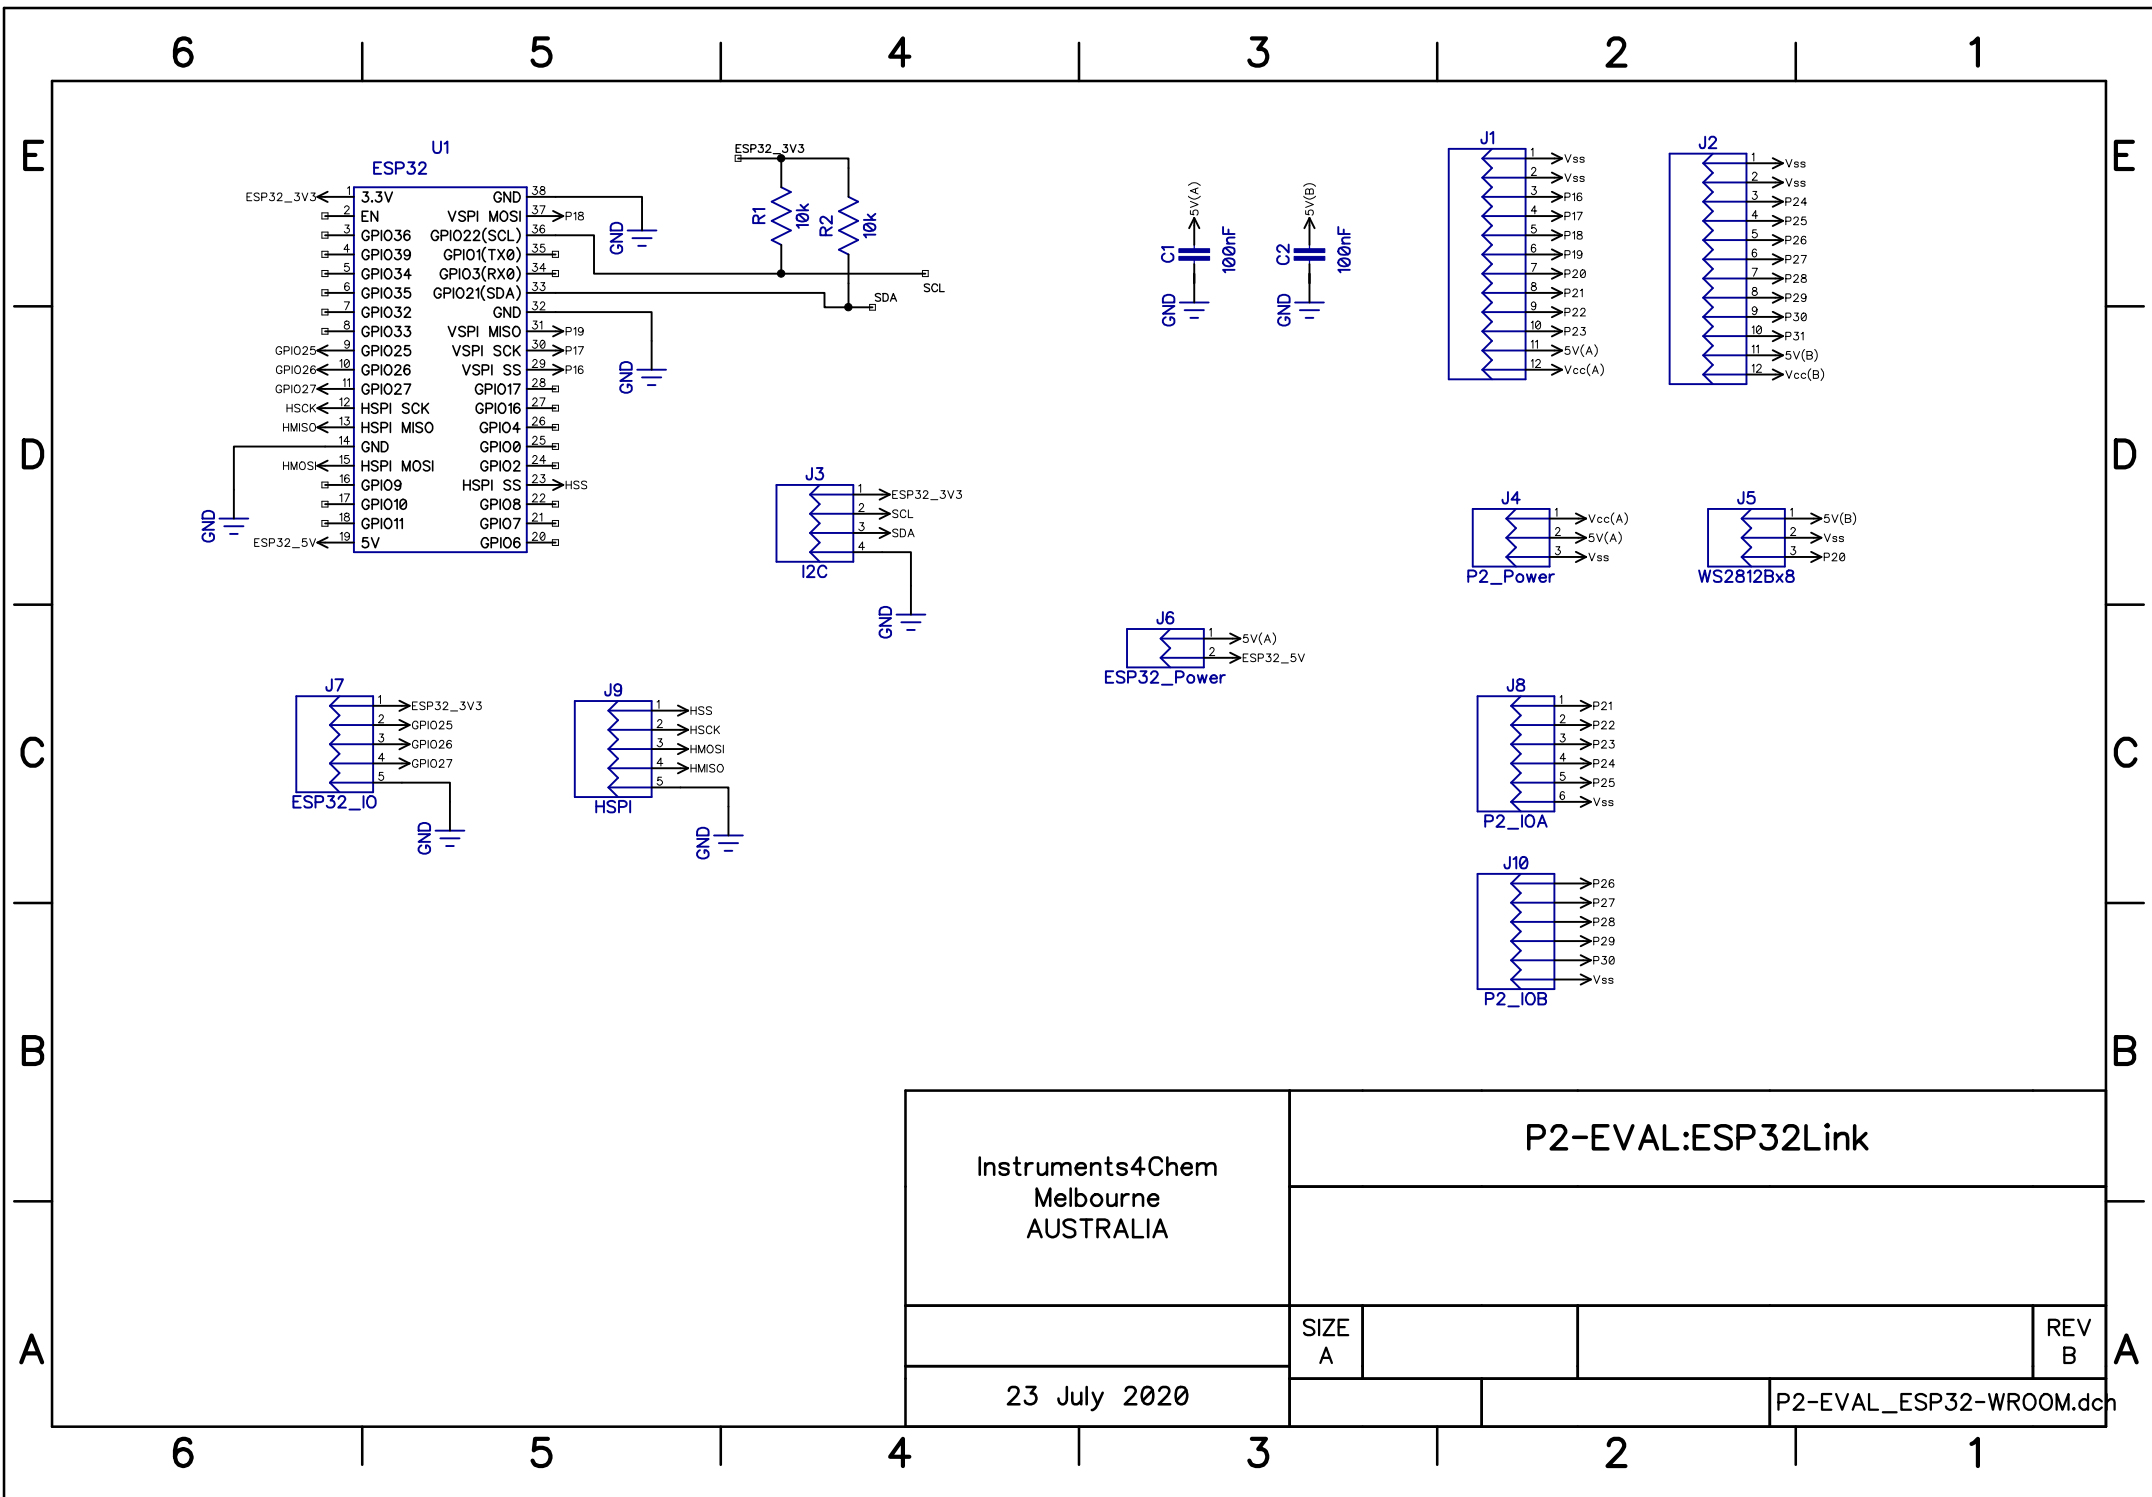 6 5 4 3 2 1
E
E
D
D
C
C
B
B
A
A
U1
ESP32
ESP32_3V3 1 3.3V
2 EN
3 GPIO36
4 GPIO39
5 GPIO34
6 GPIO35
7 GPIO32
8 GPIO33
GPIO25 9 GPIO25
GPIO26 10 GPIO26
GPIO27 11 GPIO27
HSCK 12 HSPI SCK
HMISO 13 HSPI MISO
14 GND
HMOSI 15 HSPI MOSI
16 GPIO9
17 GPIO10
18 GPIO11
ESP32_5V 19 5V
GND
GND 38
VSPI MOSI 37 P18
GPIO22(SCL) 36
GPIO1(TX0) 35
GPIO3(RX0) 34
GPIO21(SDA) 33
GND 32
VSPI MISO 31 P19
VSPI SCK 30 P17
VSPI SS 29 P16
GPIO17 28
GPIO16 27
GPIO4 26
GPIO0 25
GPIO2 24
HSPI SS 23 HSS
GPIO8 22
GPIO7 21
GPIO6 20
GND
GND
ESP32_3V3
R1
10k
R2
10k
SCL
SDA
5V(A)
C1
100nF
GND
5V(B)
C2
100nF
GND
J1
1 Vss
2 Vss
3 P16
4 P17
5 P18
6 P19
7 P20
8 P21
9 P22
10 P23
11 5V(A)
12 Vcc(A)
J2
1 Vss
2 Vss
3 P24
4 P25
5 P26
6 P27
7 P28
8 P29
9 P30
10 P31
11 5V(B)
12 Vcc(B)
J3
1 ESP32_3V3
2 SCL
3 SDA
4
I2C
GND
J4
1 Vcc(A)
2 5V(A)
3 Vss
P2_Power
J5
1 5V(B)
2 Vss
3 P20
WS2812Bx8
J6
1 5V(A)
2 ESP32_5V
ESP32_Power
J7
1 ESP32_3V3
2 GPIO25
3 GPIO26
4 GPIO27
5
ESP32_IO
GND
J9
1 HSS
2 HSCK
3 HMOSI
4 HMISO
5
HSPI
GND
J8
1 P21
2 P22
3 P23
4 P24
5 P25
6 Vss
P2_IOA
J10
P26
P27
P28
P29
P30
Vss
P2_IOB
Instruments4Chem
Melbourne
AUSTRALIA
P2-EVAL:ESP32Link
SIZE
A
REV
B
23 July 2020
P2-EVAL_ESP32-WROOM.dch
6 5 4 3 2 1